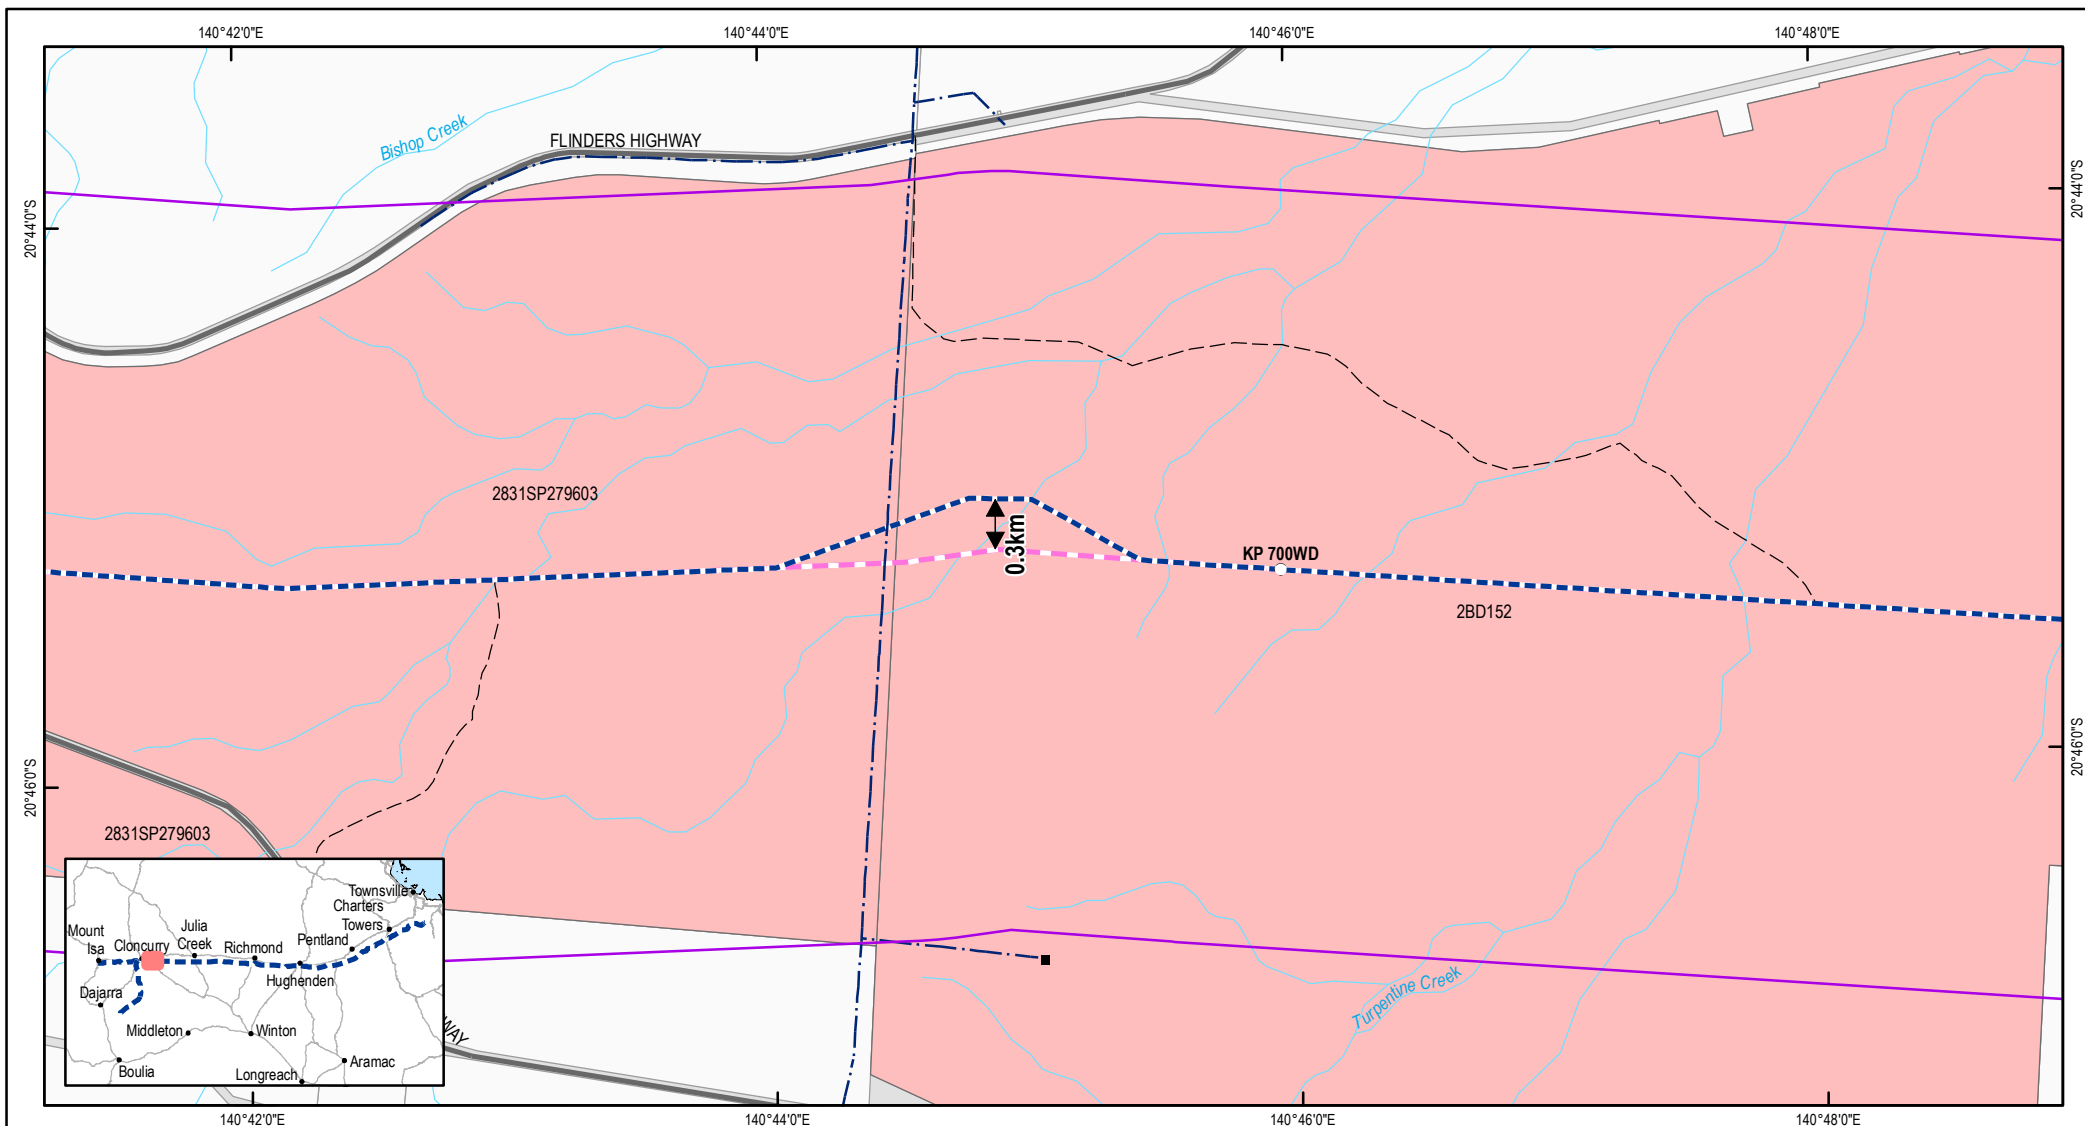 140°42'0"E
140°44'0"E
140°46'0"E
140°48'0"E
Bishop Creek
FLINDERS HIGHWAY
20°44'0"S
20°44'0"S
2831SP279603
0.3km
KP 700WD
2BD152
20°46'0"S
20°46'0"S
2831SP279603
Townsville
Charters
Towers
Mount
Isa
Cloncurry
Julia
Creek
Richmond
Pentland
Hughenden
Dajarra
Middleton
Winton
Boulia
Longreach
Aramac
WAY
Turpentine Creek
140°42'0"E
140°44'0"E
140°46'0"E
140°48'0"E